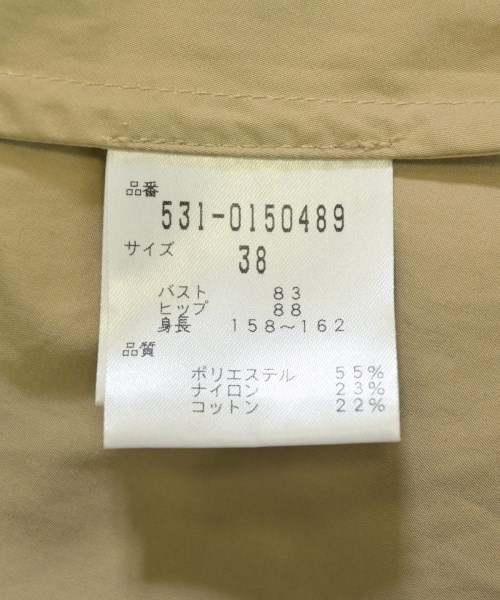 品番
531-0150489
サイズ
38
バスト 83
ヒップ 88
身長 158～162
品質
ポリエステル 55%
ナイロン 23%
コットン 22%